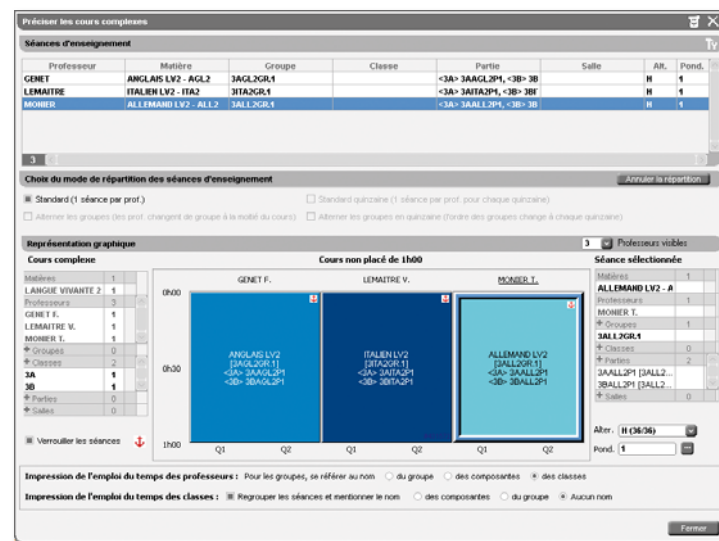 Préciser les cours complexes
Séances d'enseignement
Professeur Matière Groupe Classe Partie Salle Alt. Pond.
GENET ANGLAIS LV2 - AGL2 3AGL2GR.1 <3A> 3AAGL2P1, <3B> 3B H 1
LEMAITRE ITALIEN LV2 - ITA2 3ITA2GR.1 <3A> 3AITA2P1, <3B> 3BI H 1
MONIER ALLEMAND LV2 - ALL2 3ALL2GR.1 <3A> 3AALL2P1, <3B> 3B H 1
3
Choix du mode de répartition des séances d'enseignement Annuler la répartition
Standard (1 séance par prof.) Standard quinzaine (1 séance par prof. pour chaque quinzaine)
Alterner les groupes (les prof. changent de groupe à la moitié du cours) Alterner les groupes en quinzaine (l'ordre des groupes change à chaque quinzaine)
Représentation graphique 3 Professeurs visibles
Cours complexe Cours non placé de 1h00 Séance sélectionnée
Matières 1
LANGUE VIVANTE 2 1
Professeurs 3
GENET F. 1
LEMAITRE V. 1
MONIER T. 1
+ Groupes 0
+ Classes 2
3A 1
3B 1
+ Parties 0
+ Salles 0
Verrouiller les séances
GENET F. LEMAITRE V. MONIER T.
0h00
0h30
1h00
ANGLAIS LV2
[3AGL2GR.1]
<3A> 3AAGL2P1
<3B> 3BAGL2P1
ITALIEN LV2
[3ITA2GR.1]
<3A> 3AITA2P1
<3B> 3BITA2P1
ALLEMAND LV2
[3ALL2GR.1]
<3A> 3AALL2P1
<3B> 3BALL2P1
Q1 Q2 Q1 Q2 Q1 Q2
Matières 1
ALLEMAND LV2 - A
Professeurs 1
MONIER T.
+ Groupes 1
3ALL2GR.1
+ Classes 0
+ Parties 2
3AALL2P1 [3ALL2...
3BALL2P1 [3ALL2...
+ Salles 0
Alter. H (36/36)
Pond. 1 ...
Impression de l'emploi du temps des professeurs : Pour les groupes, se référer au nom du groupe des composantes des classes
Impression de l'emploi du temps des classes : Regrouper les séances et mentionner le nom des composantes du groupe Aucun nom
Fermer